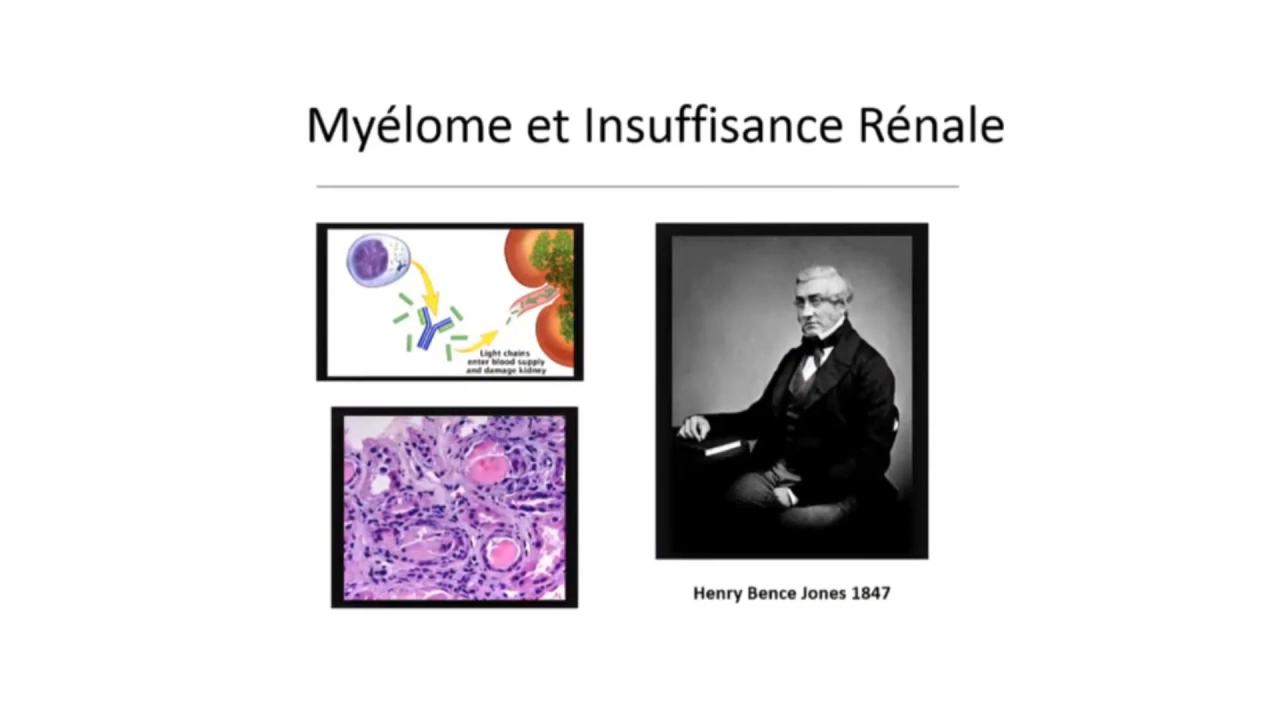 Myélome et Insuffisance Rénale
Light chains
enter blood supply
and damage kidney
Henry Bence Jones 1847